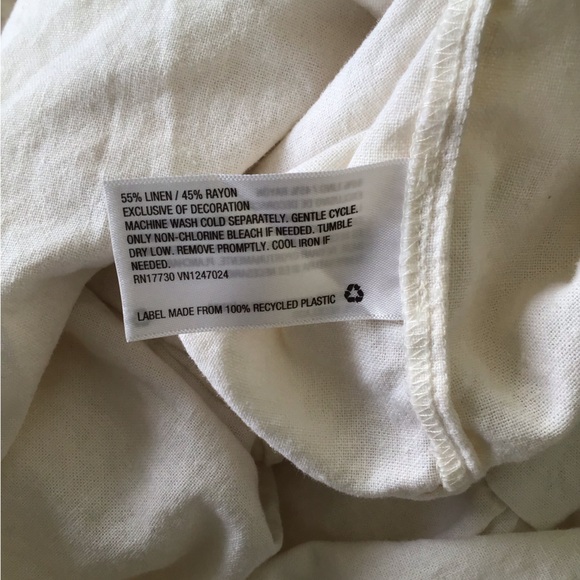 55% LINEN / 45% RAYON
EXCLUSIVE OF DECORATION
MACHINE WASH COLD SEPARATELY. GENTLE CYCLE.
ONLY NON-CHLORINE BLEACH IF NEEDED. TUMBLE
DRY LOW. REMOVE PROMPTLY. COOL IRON IF
NEEDED.
RN17730 VN1247024
LABEL MADE FROM 100% RECYCLED PLASTIC